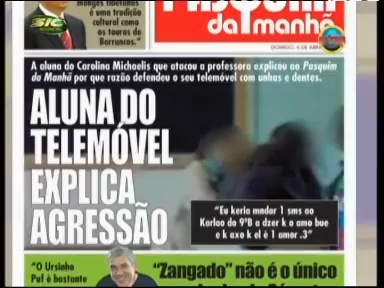 monges tibetanos
é uma tradição
cultural como
os touros de
Barrancos."
SIC
PASQUIM
da manhã
DOMINGO, 6 DE ABRIL
A aluna do Carolina Michaelis que atacou a professora explicou ao Pasquim
da Manhã por que razão defendeu o seu telemóvel com unhas e dentes.
ALUNA DO
TELEMÓVEL
EXPLICA
AGRESSÃO
"Eu keria mndar 1 sms ao
Karlao do 9ºB a dzer k o amo bue
e k axo k el é 1 amor .3"
"O Ursinho
Puf é bastante
"Zangado" não é o único